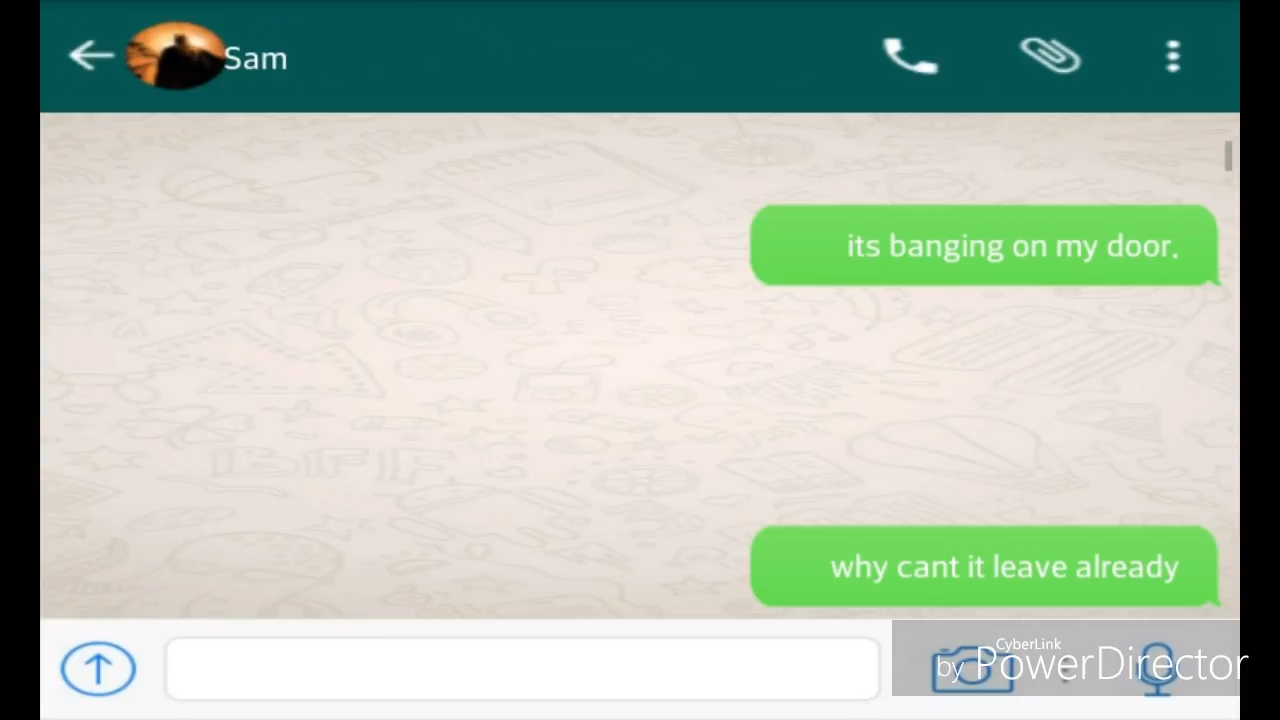 Sam
its banging on my door.
why cant it leave already
CyberLink
by PowerDirector